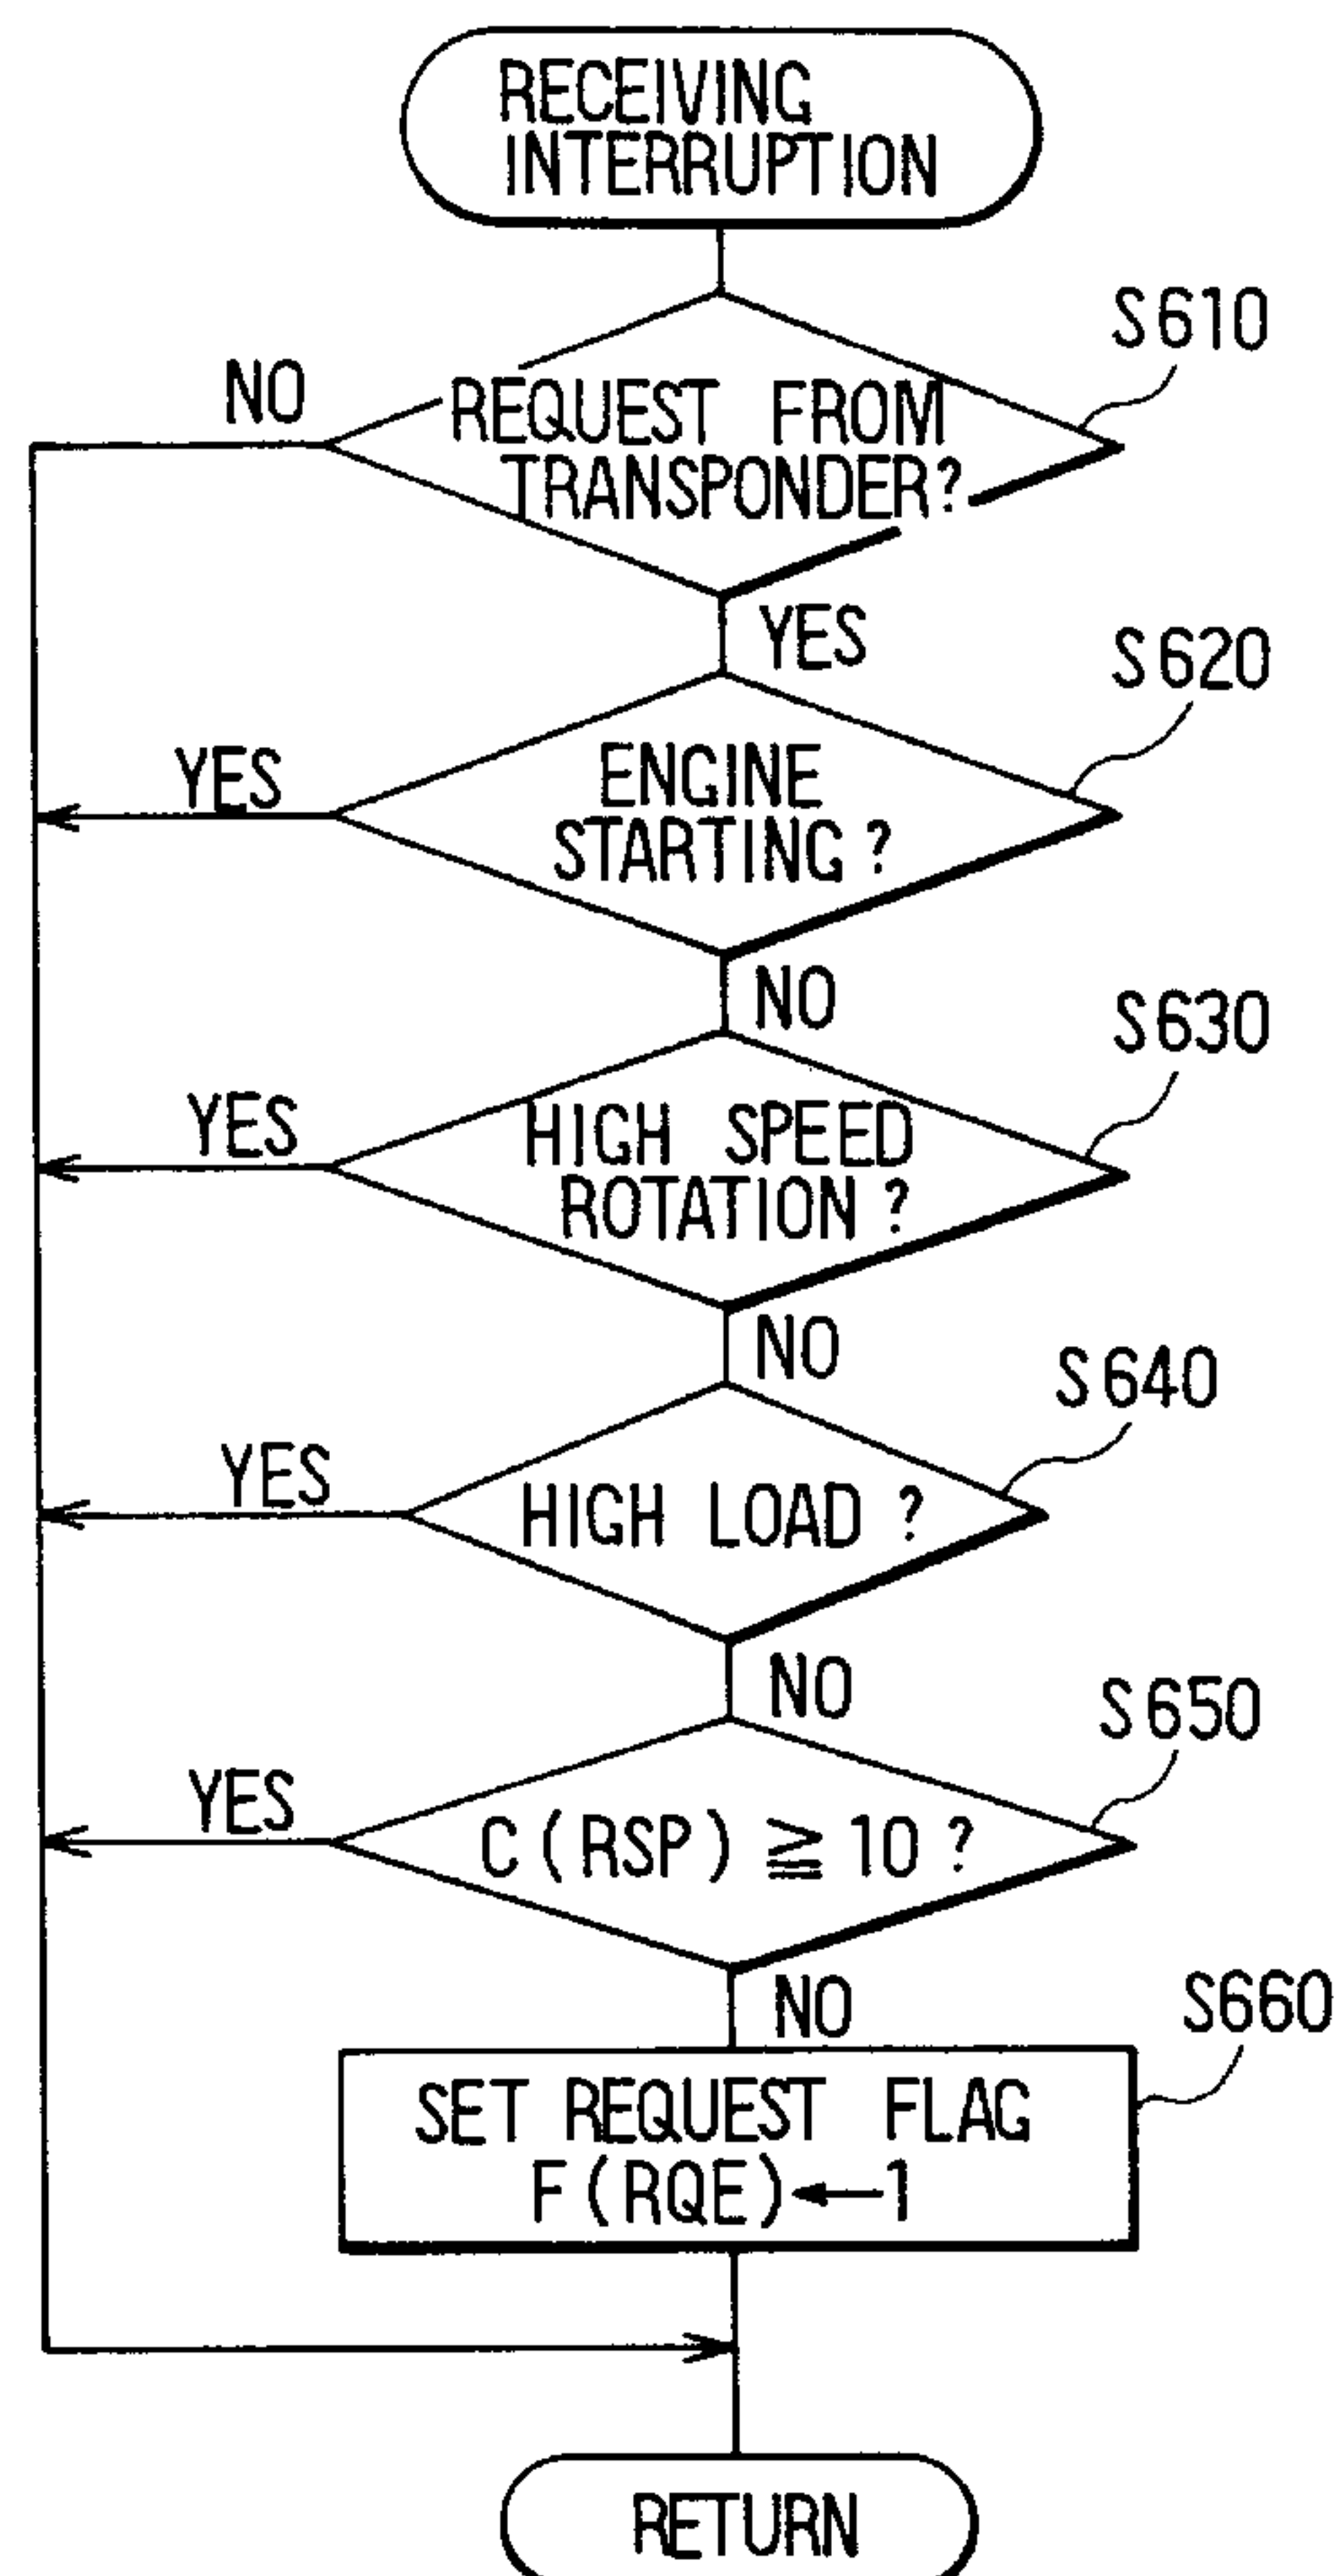 RECEIVING
INTERRUPTION
S610
NO
REQUEST FROM
TRANSPONDER?
YES
S620
YES
ENGINE
STARTING ?
NO
S630
YES
HIGH SPEED
ROTATION ?
NO
S640
YES
HIGH LOAD ?
NO
S650
YES
C(RSP) ≧ 10 ?
NO
S660
SET REQUEST FLAG
F(RQE)←1
RETURN